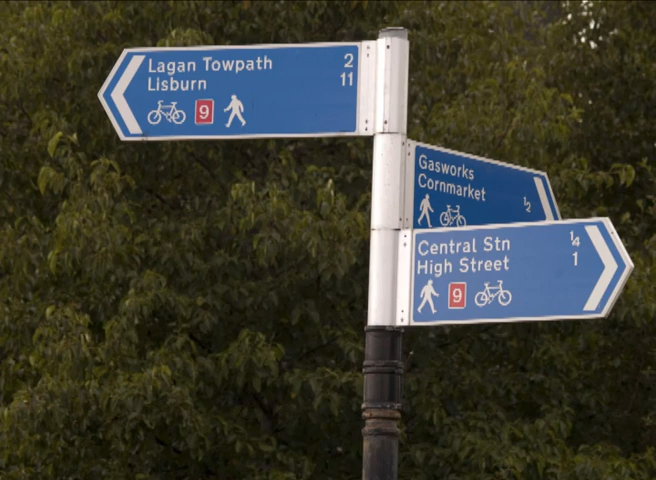 Lagan Towpath 2
Lisburn 11
9
Gasworks
Cornmarket ½
Central Stn ¼
High Street 1
9